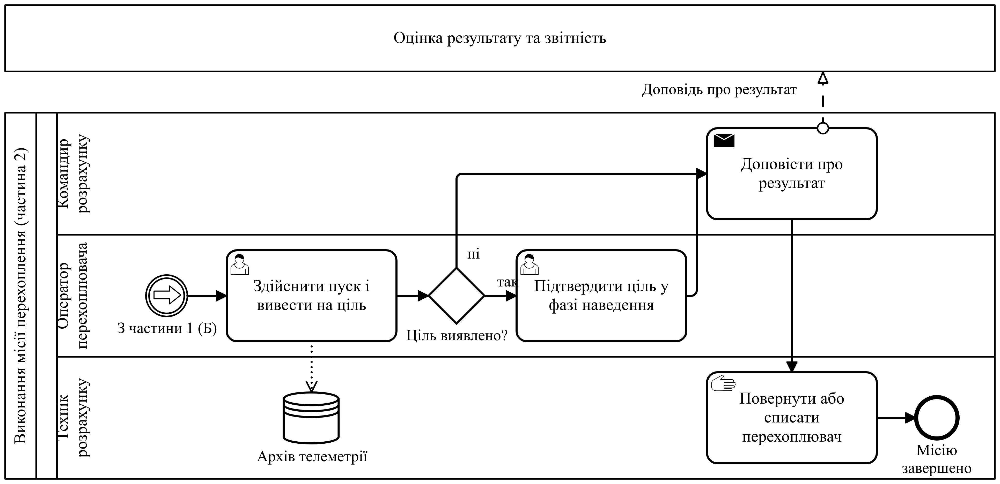 Оцінка результату та звітність
Доповідь про результат
Виконання місії перехоплення (частина 2)
Командир
розрахунку
Доповісти про
результат
Оператор
перехоплювача
З частини 1 (Б)
Здійснити пуск і
вивести на ціль
ні
так
Ціль виявлено?
Підтвердити ціль у
фазі наведення
Технік
розрахунку
Архів телеметрії
Повернути або
списати
перехоплювач
Місію
завершено